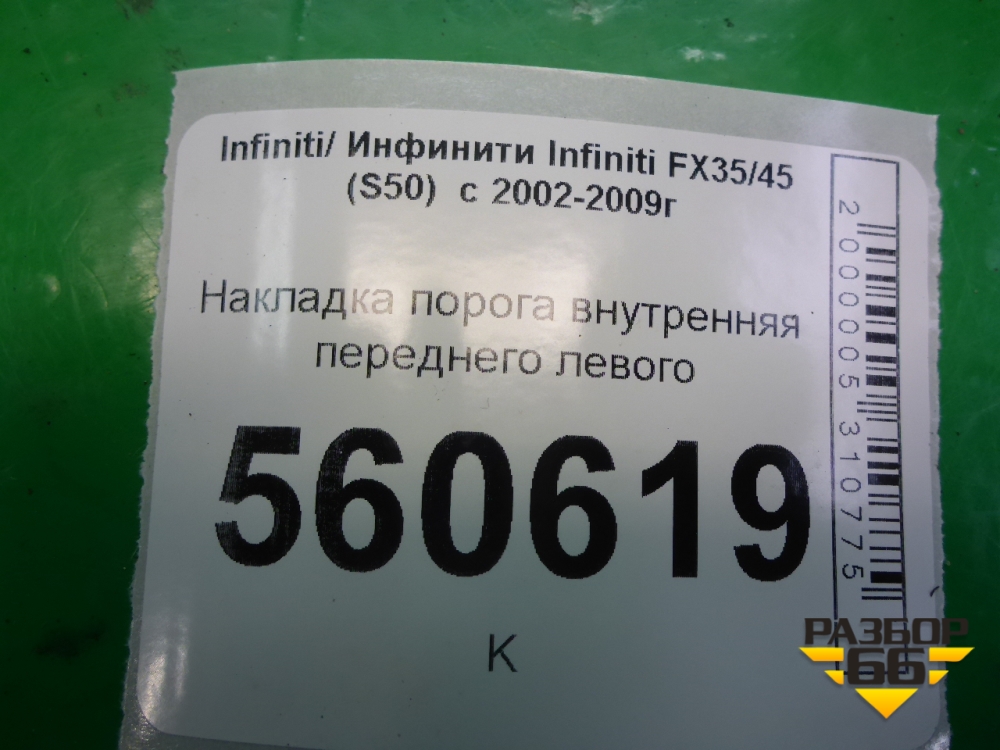 Infiniti/ Инфинити Infiniti FX35/45
(S50) с 2002-2009г
Накладка порога внутренняя
переднего левого
560619
К
2000005310775
РАЗБОР
66